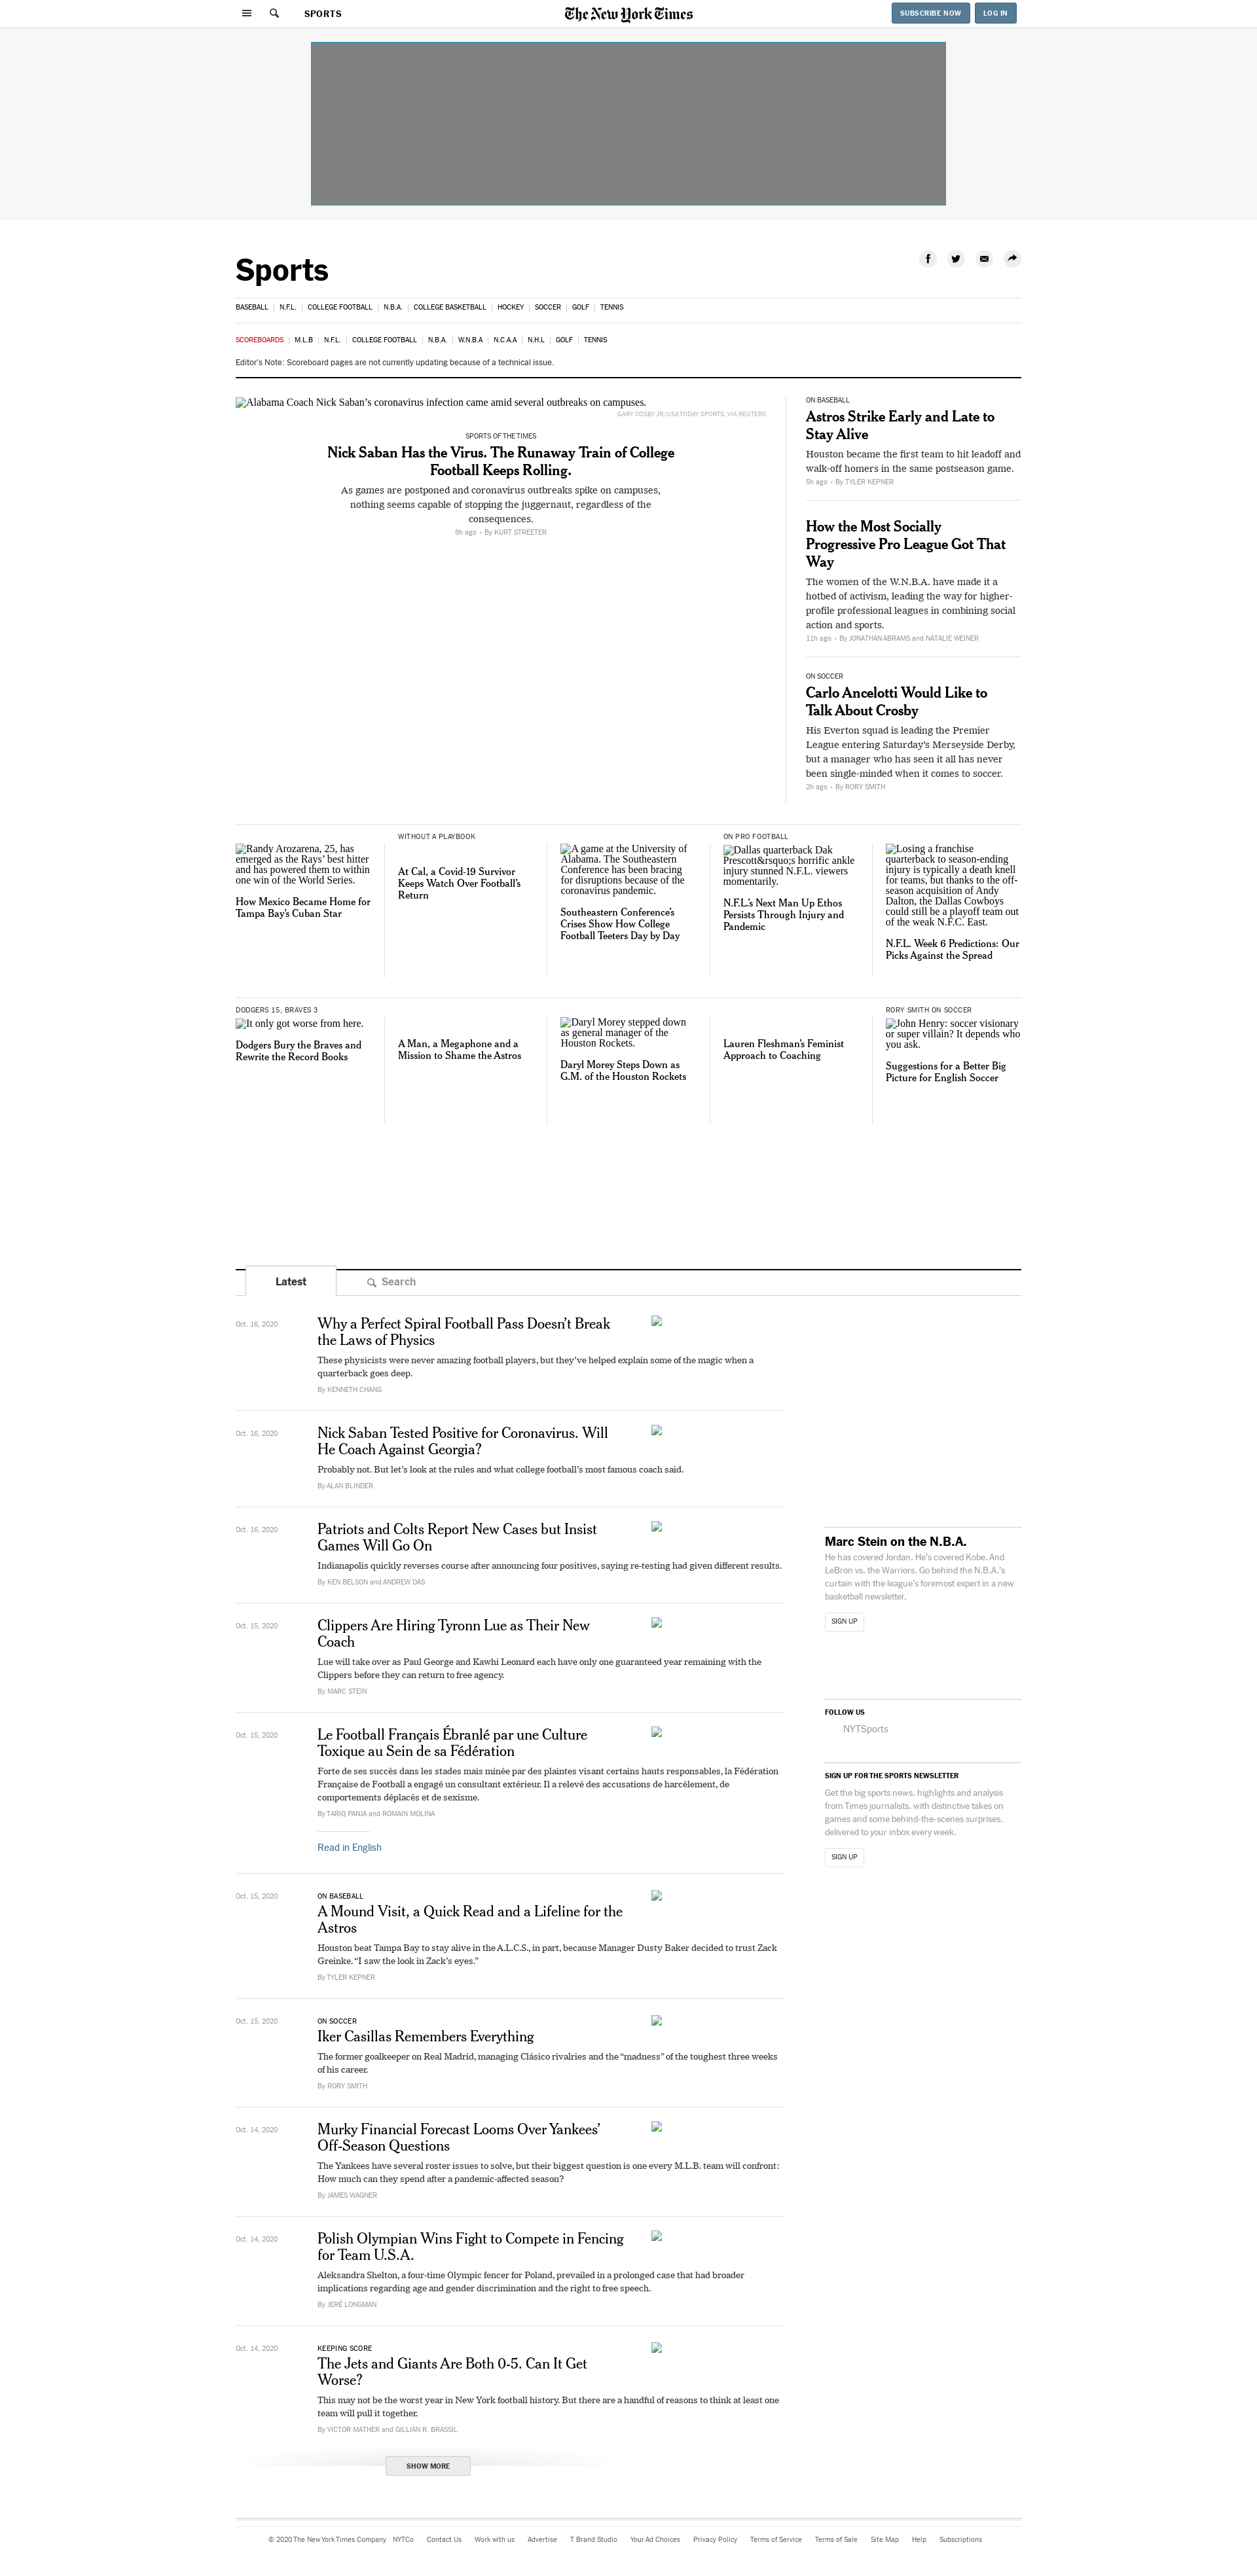 SPORTS
The New York Times
SUBSCRIBE NOW
LOG IN
Sports
BASEBALL
N.F.L.
COLLEGE FOOTBALL
N.B.A.
COLLEGE BASKETBALL
HOCKEY
SOCCER
GOLF
TENNIS
SCOREBOARDS
M.L.B
N.F.L.
COLLEGE FOOTBALL
N.B.A.
W.N.B.A
N.C.A.A
N.H.L
GOLF
TENNIS
Editor's Note: Scoreboard pages are not currently updating because of a technical issue.
Alabama Coach Nick Saban's coronavirus infection came amid several outbreaks on campuses.
GARY COSBY JR/USA TODAY SPORTS, VIA REUTERS
SPORTS OF THE TIMES
Nick Saban Has the Virus. The Runaway Train of College
Football Keeps Rolling.
As games are postponed and coronavirus outbreaks spike on campuses,
nothing seems capable of stopping the juggernaut, regardless of the
consequences.
8h ago • By KURT STREETER
ON BASEBALL
Astros Strike Early and Late to
Stay Alive
Houston became the first team to hit leadoff and
walk-off homers in the same postseason game.
5h ago • By TYLER KEPNER
How the Most Socially
Progressive Pro League Got That
Way
The women of the W.N.B.A. have made it a
hotbed of activism, leading the way for higher-
profile professional leagues in combining social
action and sports.
11h ago • By JONATHAN ABRAMS and NATALIE WEINER
ON SOCCER
Carlo Ancelotti Would Like to
Talk About Crosby
His Everton squad is leading the Premier
League entering Saturday's Merseyside Derby,
but a manager who has seen it all has never
been single-minded when it comes to soccer.
2h ago • By RORY SMITH
Randy Arozarena, 25, has
emerged as the Rays' best hitter
and has powered them to within
one win of the World Series.
How Mexico Became Home for
Tampa Bay's Cuban Star
WITHOUT A PLAYBOOK
At Cal, a Covid-19 Survivor
Keeps Watch Over Football's
Return
A game at the University of
Alabama. The Southeastern
Conference has been bracing
for disruptions because of the
coronavirus pandemic.
Southeastern Conference's
Crises Show How College
Football Teeters Day by Day
ON PRO FOOTBALL
Dallas quarterback Dak
Prescott&rsquo;s horrific ankle
injury stunned N.F.L. viewers
momentarily.
N.F.L.'s Next Man Up Ethos
Persists Through Injury and
Pandemic
Losing a franchise
quarterback to season-ending
injury is typically a death knell
for teams, but thanks to the off-
season acquisition of Andy
Dalton, the Dallas Cowboys
could still be a playoff team out
of the weak N.F.C. East.
N.F.L. Week 6 Predictions: Our
Picks Against the Spread
DODGERS 15, BRAVES 3
It only got worse from here.
Dodgers Bury the Braves and
Rewrite the Record Books
A Man, a Megaphone and a
Mission to Shame the Astros
Daryl Morey stepped down
as general manager of the
Houston Rockets.
Daryl Morey Steps Down as
G.M. of the Houston Rockets
Lauren Fleshman's Feminist
Approach to Coaching
RORY SMITH ON SOCCER
John Henry: soccer visionary
or super villain? It depends who
you ask.
Suggestions for a Better Big
Picture for English Soccer
Latest
Search
Oct. 16, 2020
Why a Perfect Spiral Football Pass Doesn't Break
the Laws of Physics
These physicists were never amazing football players, but they've helped explain some of the magic when a
quarterback goes deep.
By KENNETH CHANG
Oct. 16, 2020
Nick Saban Tested Positive for Coronavirus. Will
He Coach Against Georgia?
Probably not. But let's look at the rules and what college football's most famous coach said.
By ALAN BLINDER
Oct. 16, 2020
Patriots and Colts Report New Cases but Insist
Games Will Go On
Indianapolis quickly reverses course after announcing four positives, saying re-testing had given different results.
By KEN BELSON and ANDREW DAS
Oct. 15, 2020
Clippers Are Hiring Tyronn Lue as Their New
Coach
Lue will take over as Paul George and Kawhi Leonard each have only one guaranteed year remaining with the
Clippers before they can return to free agency.
By MARC STEIN
Oct. 15, 2020
Le Football Français Ébranlé par une Culture
Toxique au Sein de sa Fédération
Forte de ses succès dans les stades mais minée par des plaintes visant certains hauts responsables, la Fédération
Française de Football a engagé un consultant extérieur. Il a relevé des accusations de harcèlement, de
comportements déplacés et de sexisme.
By TARIQ PANJA and ROMAIN MOLINA
Read in English
Oct. 15, 2020
ON BASEBALL
A Mound Visit, a Quick Read and a Lifeline for the
Astros
Houston beat Tampa Bay to stay alive in the A.L.C.S., in part, because Manager Dusty Baker decided to trust Zack
Greinke. “I saw the look in Zack's eyes.”
By TYLER KEPNER
Oct. 15, 2020
ON SOCCER
Iker Casillas Remembers Everything
The former goalkeeper on Real Madrid, managing Clásico rivalries and the “madness” of the toughest three weeks
of his career.
By RORY SMITH
Oct. 14, 2020
Murky Financial Forecast Looms Over Yankees'
Off-Season Questions
The Yankees have several roster issues to solve, but their biggest question is one every M.L.B. team will confront:
How much can they spend after a pandemic-affected season?
By JAMES WAGNER
Oct. 14, 2020
Polish Olympian Wins Fight to Compete in Fencing
for Team U.S.A.
Aleksandra Shelton, a four-time Olympic fencer for Poland, prevailed in a prolonged case that had broader
implications regarding age and gender discrimination and the right to free speech.
By JERÉ LONGMAN
Oct. 14, 2020
KEEPING SCORE
The Jets and Giants Are Both 0-5. Can It Get
Worse?
This may not be the worst year in New York football history. But there are a handful of reasons to think at least one
team will pull it together.
By VICTOR MATHER and GILLIAN R. BRASSIL
SHOW MORE
Marc Stein on the N.B.A.
He has covered Jordan. He's covered Kobe. And
LeBron vs. the Warriors. Go behind the N.B.A.'s
curtain with the league's foremost expert in a new
basketball newsletter.
SIGN UP
FOLLOW US
NYTSports
SIGN UP FOR THE SPORTS NEWSLETTER
Get the big sports news, highlights and analysis
from Times journalists, with distinctive takes on
games and some behind-the-scenes surprises,
delivered to your inbox every week.
SIGN UP
© 2020 The New York Times Company
NYTCo
Contact Us
Work with us
Advertise
T Brand Studio
Your Ad Choices
Privacy Policy
Terms of Service
Terms of Sale
Site Map
Help
Subscriptions